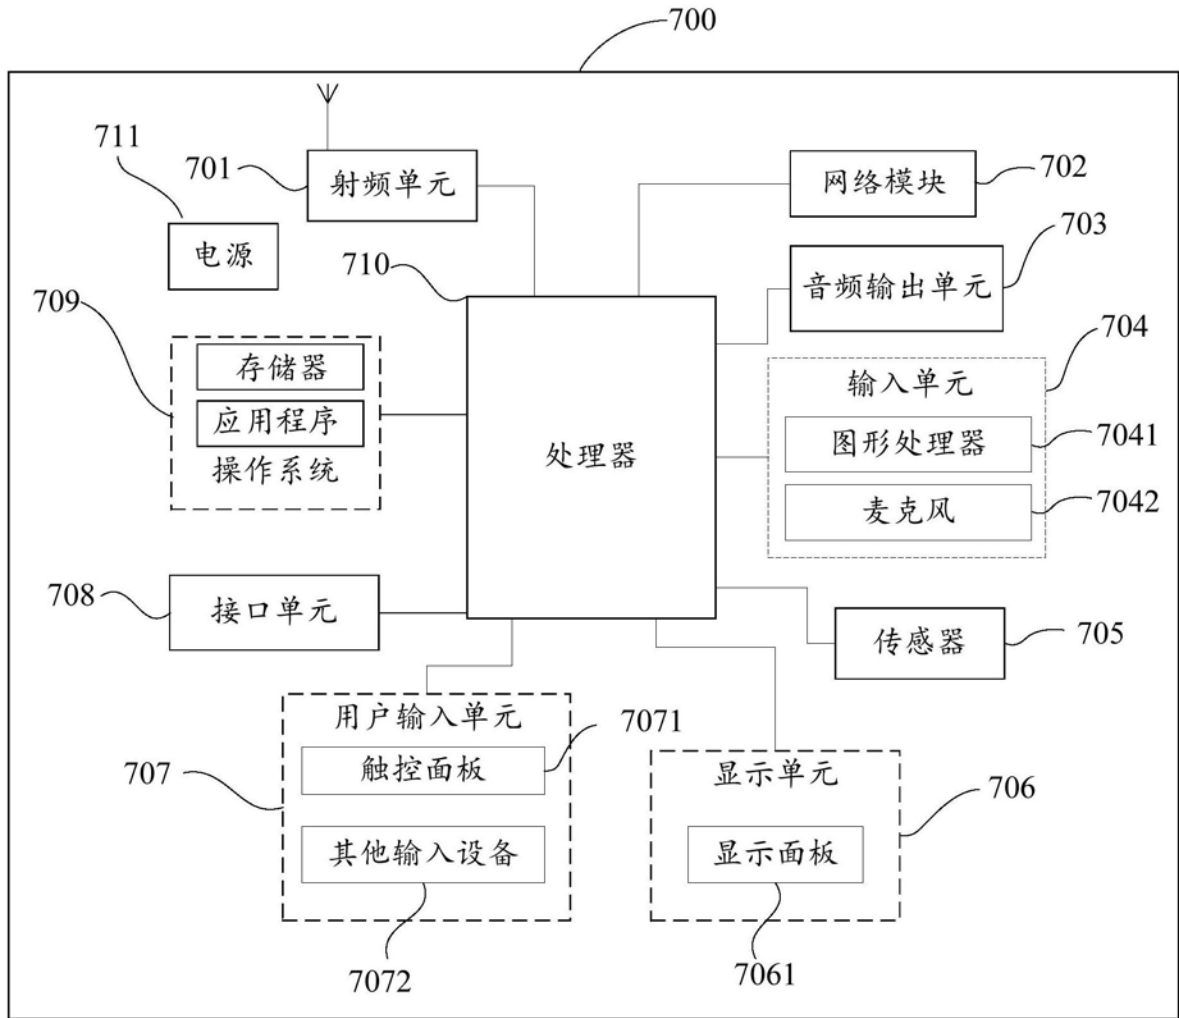 700
711
701
射频单元
网络模块
702
电源
710
音频输出单元
703
709
存储器
应用程序
操作系统
处理器
704
输入单元
图形处理器
7041
麦克风
7042
708
接口单元
传感器
705
用户输入单元
7071
707
触控面板
其他输入设备
7072
显示单元
706
显示面板
7061